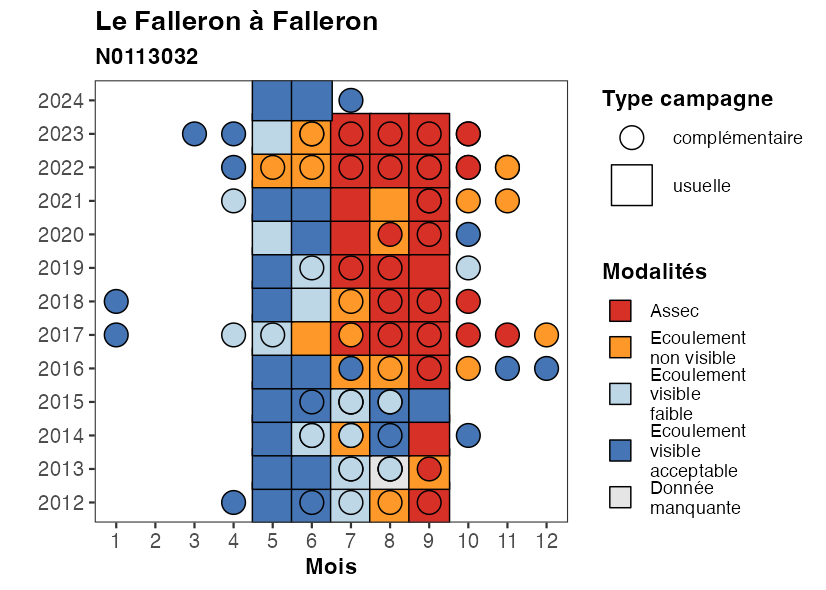 Le Falleron à Falleron
N0113032
2024
2023
2022
2021
2020
2019
2018
2017
2016
2015
2014
2013
2012
1 2 3 4 5 6 7 8 9 10 11 12
Mois
Type campagne
complémentaire
usuelle
Modalités
Assec
Ecoulement
non visible
Ecoulement
visible
faible
Ecoulement
visible
acceptable
Donnée
manquante